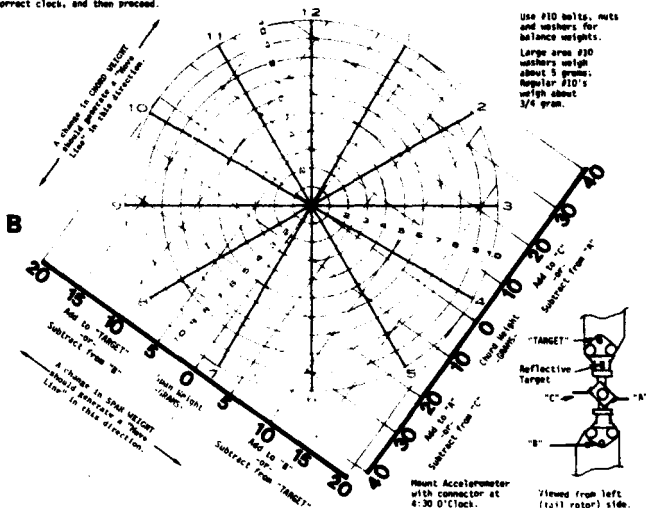 orrect clock, and then proceed.
Use #10 bolts, nuts
and washers for
balance weights.
Large area #10
washers weigh
about 5 grams;
Regular #10's
weigh about
3/4 gram.
A change in CHORD WEIGHT
should generate a "Move
Line" in this direction.
12
11
10
2
3
4
5
7
3 4 5 6 7 8 9 10
B
20 15 10 5 0 5 10 15 20
Add to "TARGET"
-or-
Subtract from "B"
Span Weight
-GRAMS-
Add to "B"
-or-
Subtract from "TARGET"
A change in SPAN WEIGHT
should generate a "Move
Line" in this direction.
40 30 20 10 0 10 20 30 40
Add to "C"
-or-
Subtract from "A"
Chord Weight
-GRAMS-
Add to "A"
-or-
Subtract from "C"
"TARGET"
Reflective
Target
"C"
"A"
"B"
Mount Accelerometer
with connector at
4:30 O'Clock.
Viewed from left
(tail rotor) side.